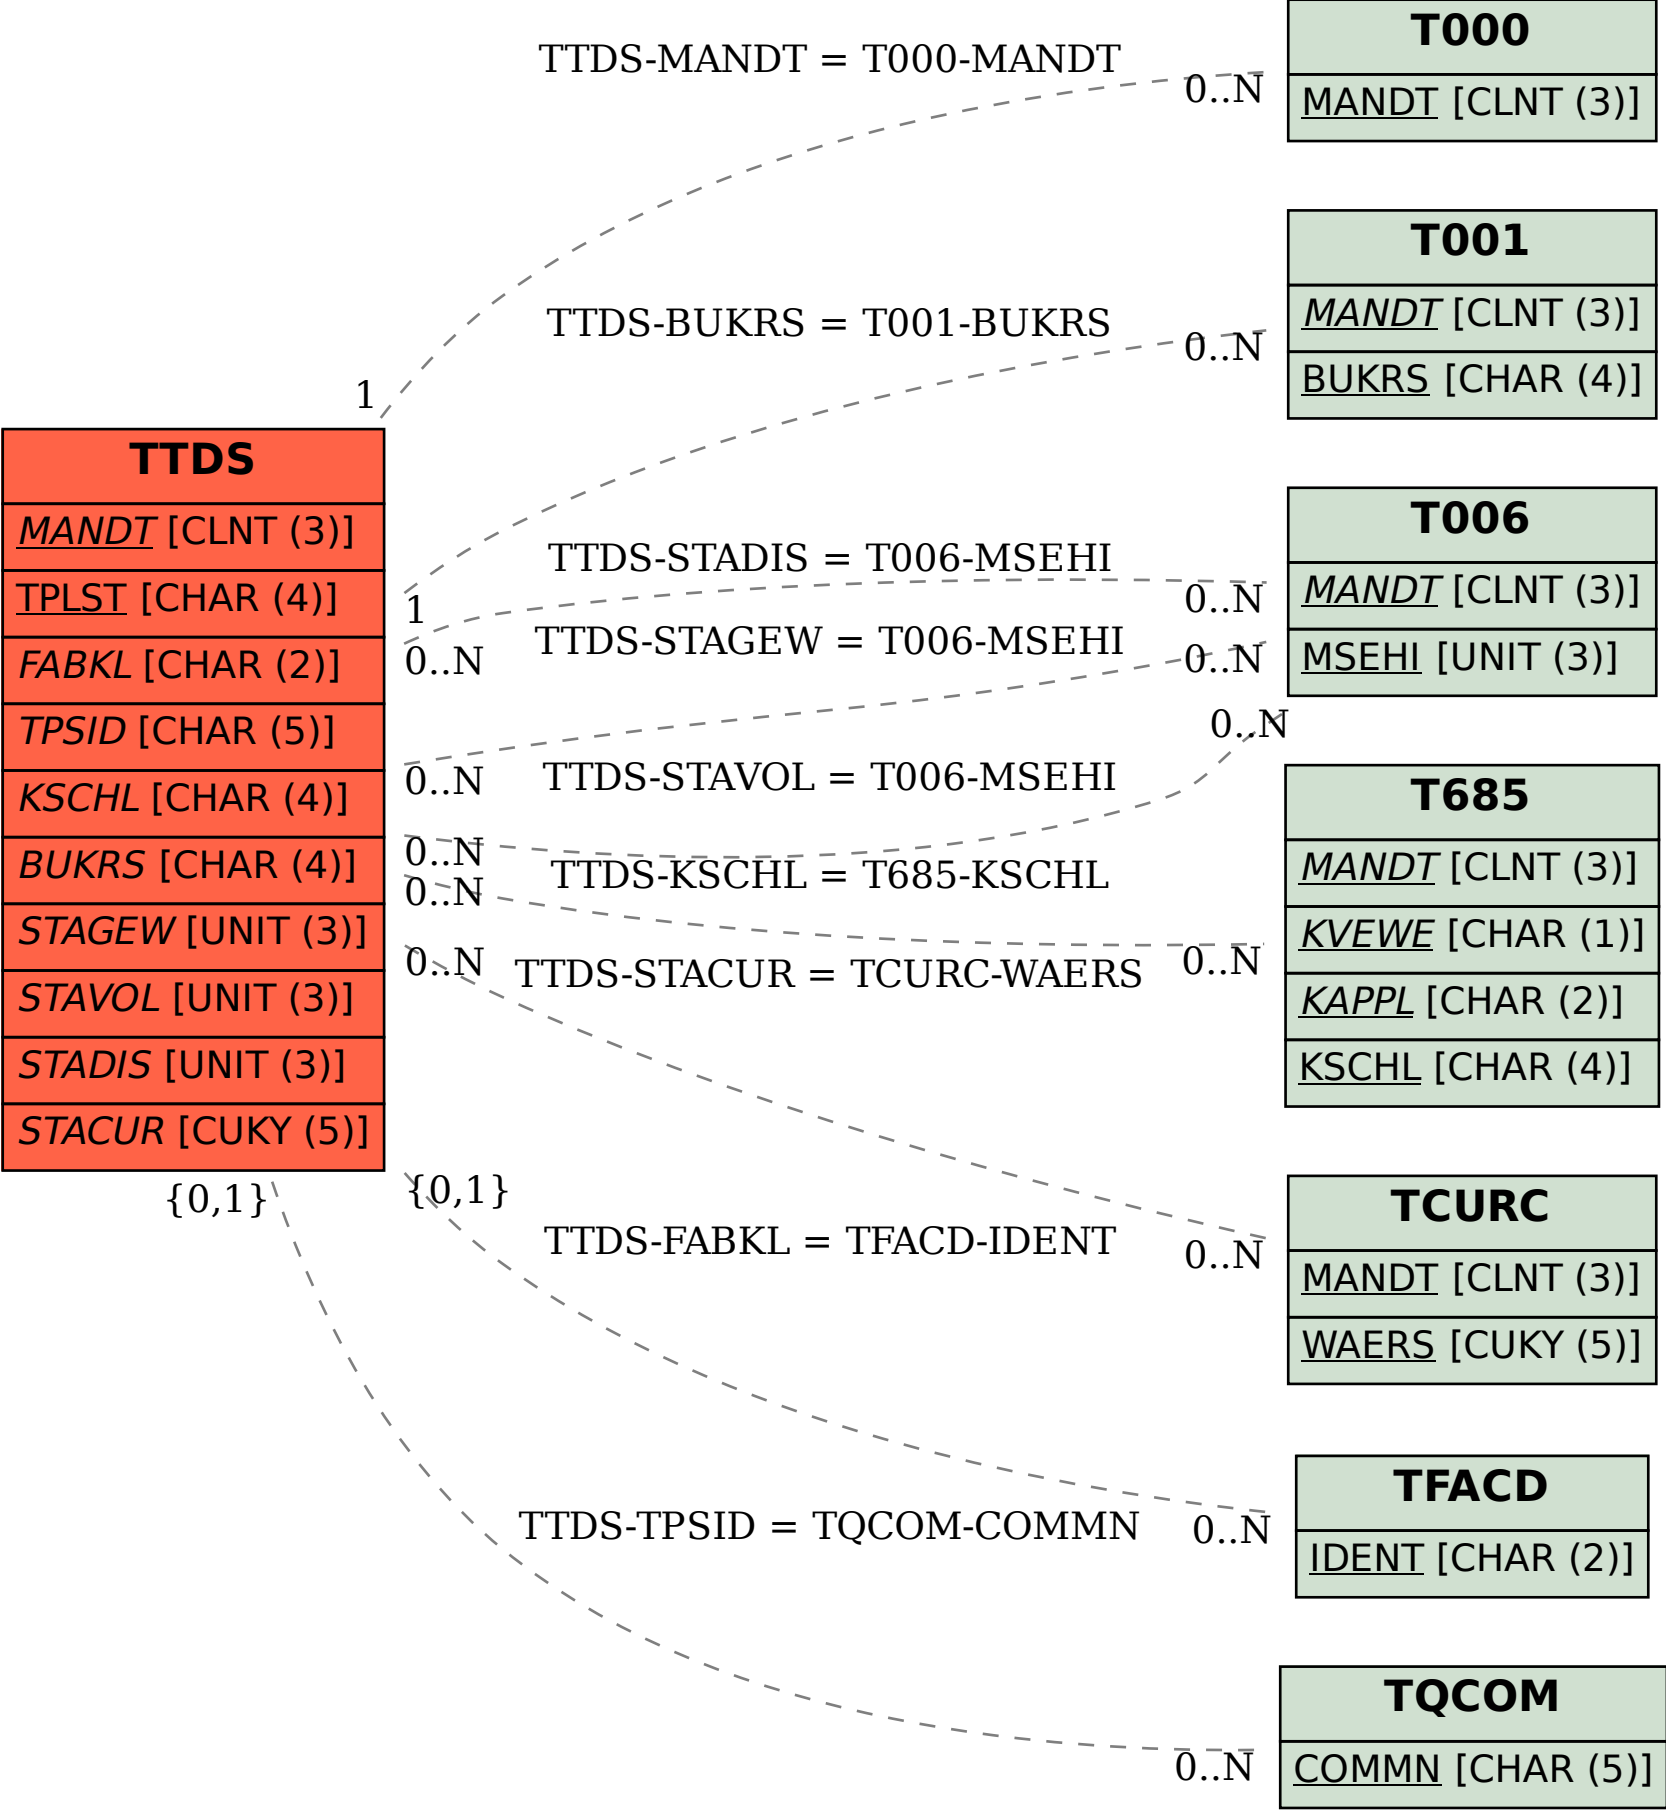 TTDS
MANDT [CLNT (3)]
TPLST [CHAR (4)]
FABKL [CHAR (2)]
TPSID [CHAR (5)]
KSCHL [CHAR (4)]
BUKRS [CHAR (4)]
STAGEW [UNIT (3)]
STAVOL [UNIT (3)]
STADIS [UNIT (3)]
STACUR [CUKY (5)]
TTDS-MANDT = T000-MANDT
0..N
1
TTDS-BUKRS = T001-BUKRS
0..N
1
TTDS-STADIS = T006-MSEHI
0..N
0..N
TTDS-STAGEW = T006-MSEHI
0..N
0..N
TTDS-STAVOL = T006-MSEHI
0..N
0..N
TTDS-KSCHL = T685-KSCHL
0..N
0..N
TTDS-STACUR = TCURC-WAERS
0..N
0..N
TTDS-FABKL = TFACD-IDENT
{0,1}
0..N
TTDS-TPSID = TQCOM-COMMN
{0,1}
0..N
T000
MANDT [CLNT (3)]
T001
MANDT [CLNT (3)]
BUKRS [CHAR (4)]
T006
MANDT [CLNT (3)]
MSEHI [UNIT (3)]
T685
MANDT [CLNT (3)]
KVEWE [CHAR (1)]
KAPPL [CHAR (2)]
KSCHL [CHAR (4)]
TCURC
MANDT [CLNT (3)]
WAERS [CUKY (5)]
TFACD
IDENT [CHAR (2)]
TQCOM
COMMN [CHAR (5)]